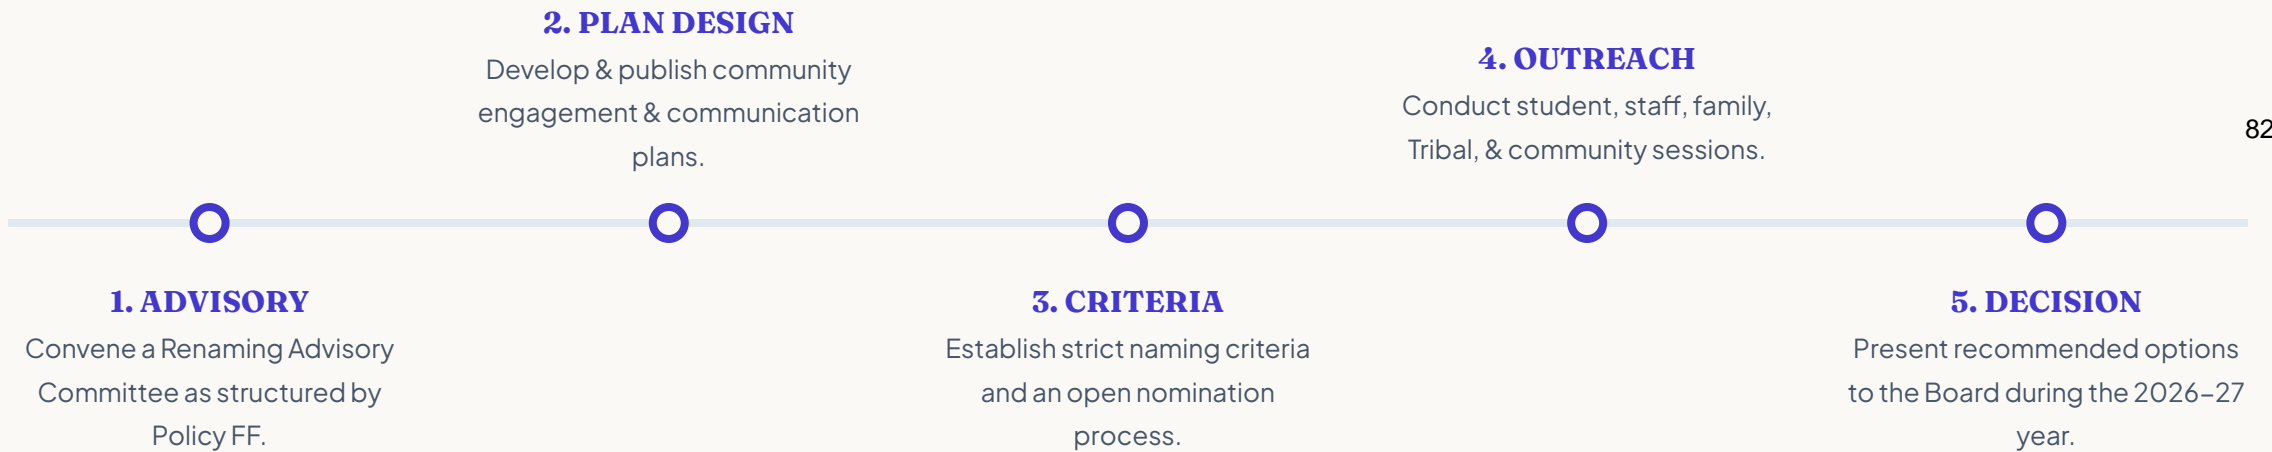 1. ADVISORY
Convene a Renaming Advisory
Committee as structured by
Policy FF.
2. PLAN DESIGN
Develop & publish community
engagement & communication
plans.
3. CRITERIA
Establish strict naming criteria
and an open nomination
process.
4. OUTREACH
Conduct student, staff, family,
Tribal, & community sessions.
5. DECISION
Present recommended options
to the Board during the 2026–27
year.
82